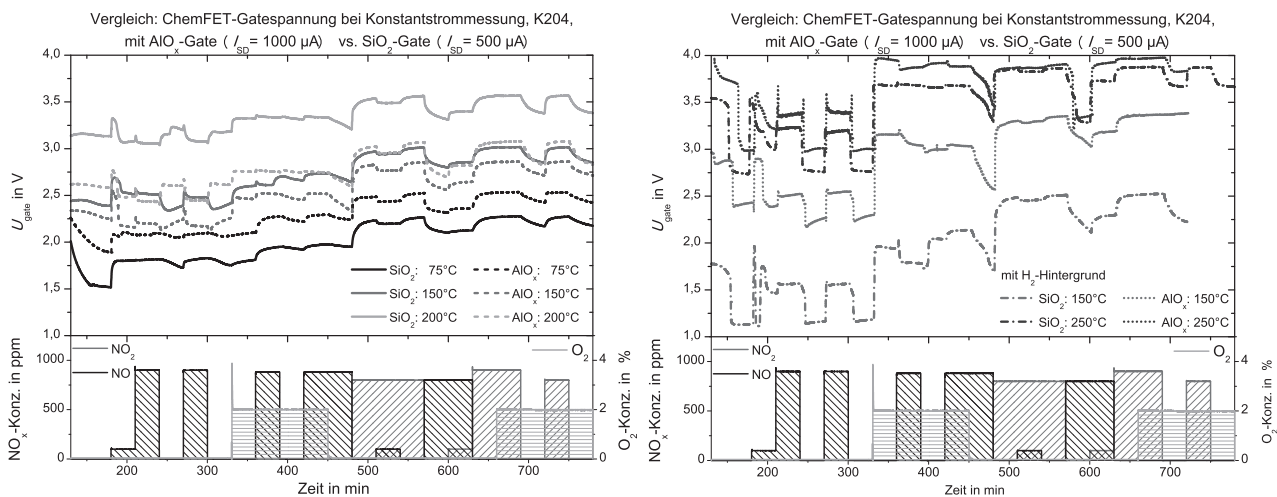 Vergleich: ChemFET-Gatespannung bei Konstantstrommessung, K204,
mit AlOx-Gate ( ISD = 1000 µA) vs. SiO2-Gate ( ISD = 500 µA)
4,0
3,5
3,0
2,5
2,0
1,5
1,0
Ugate in V
SiO2: 75°C
AlOx: 75°C
SiO2: 150°C
AlOx: 150°C
SiO2: 200°C
AlOx: 200°C
NO2
NO
O2
1000
500
0
4
2
0
NOx-Konz. in ppm
O2-Konz. in %
200 300 400 500 600 700
Zeit in min
Vergleich: ChemFET-Gatespannung bei Konstantstrommessung, K204,
mit AlOx-Gate ( ISD = 1000 µA) vs. SiO2-Gate ( ISD = 500 µA)
4,0
3,5
3,0
2,5
2,0
1,5
1,0
Ugate in V
mit H2-Hintergrund
SiO2: 150°C
AlOx: 150°C
SiO2: 250°C
AlOx: 250°C
NO2
NO
O2
1000
500
0
4
2
0
NOx-Konz. in ppm
O2-Konz. in %
200 300 400 500 600 700
Zeit in min